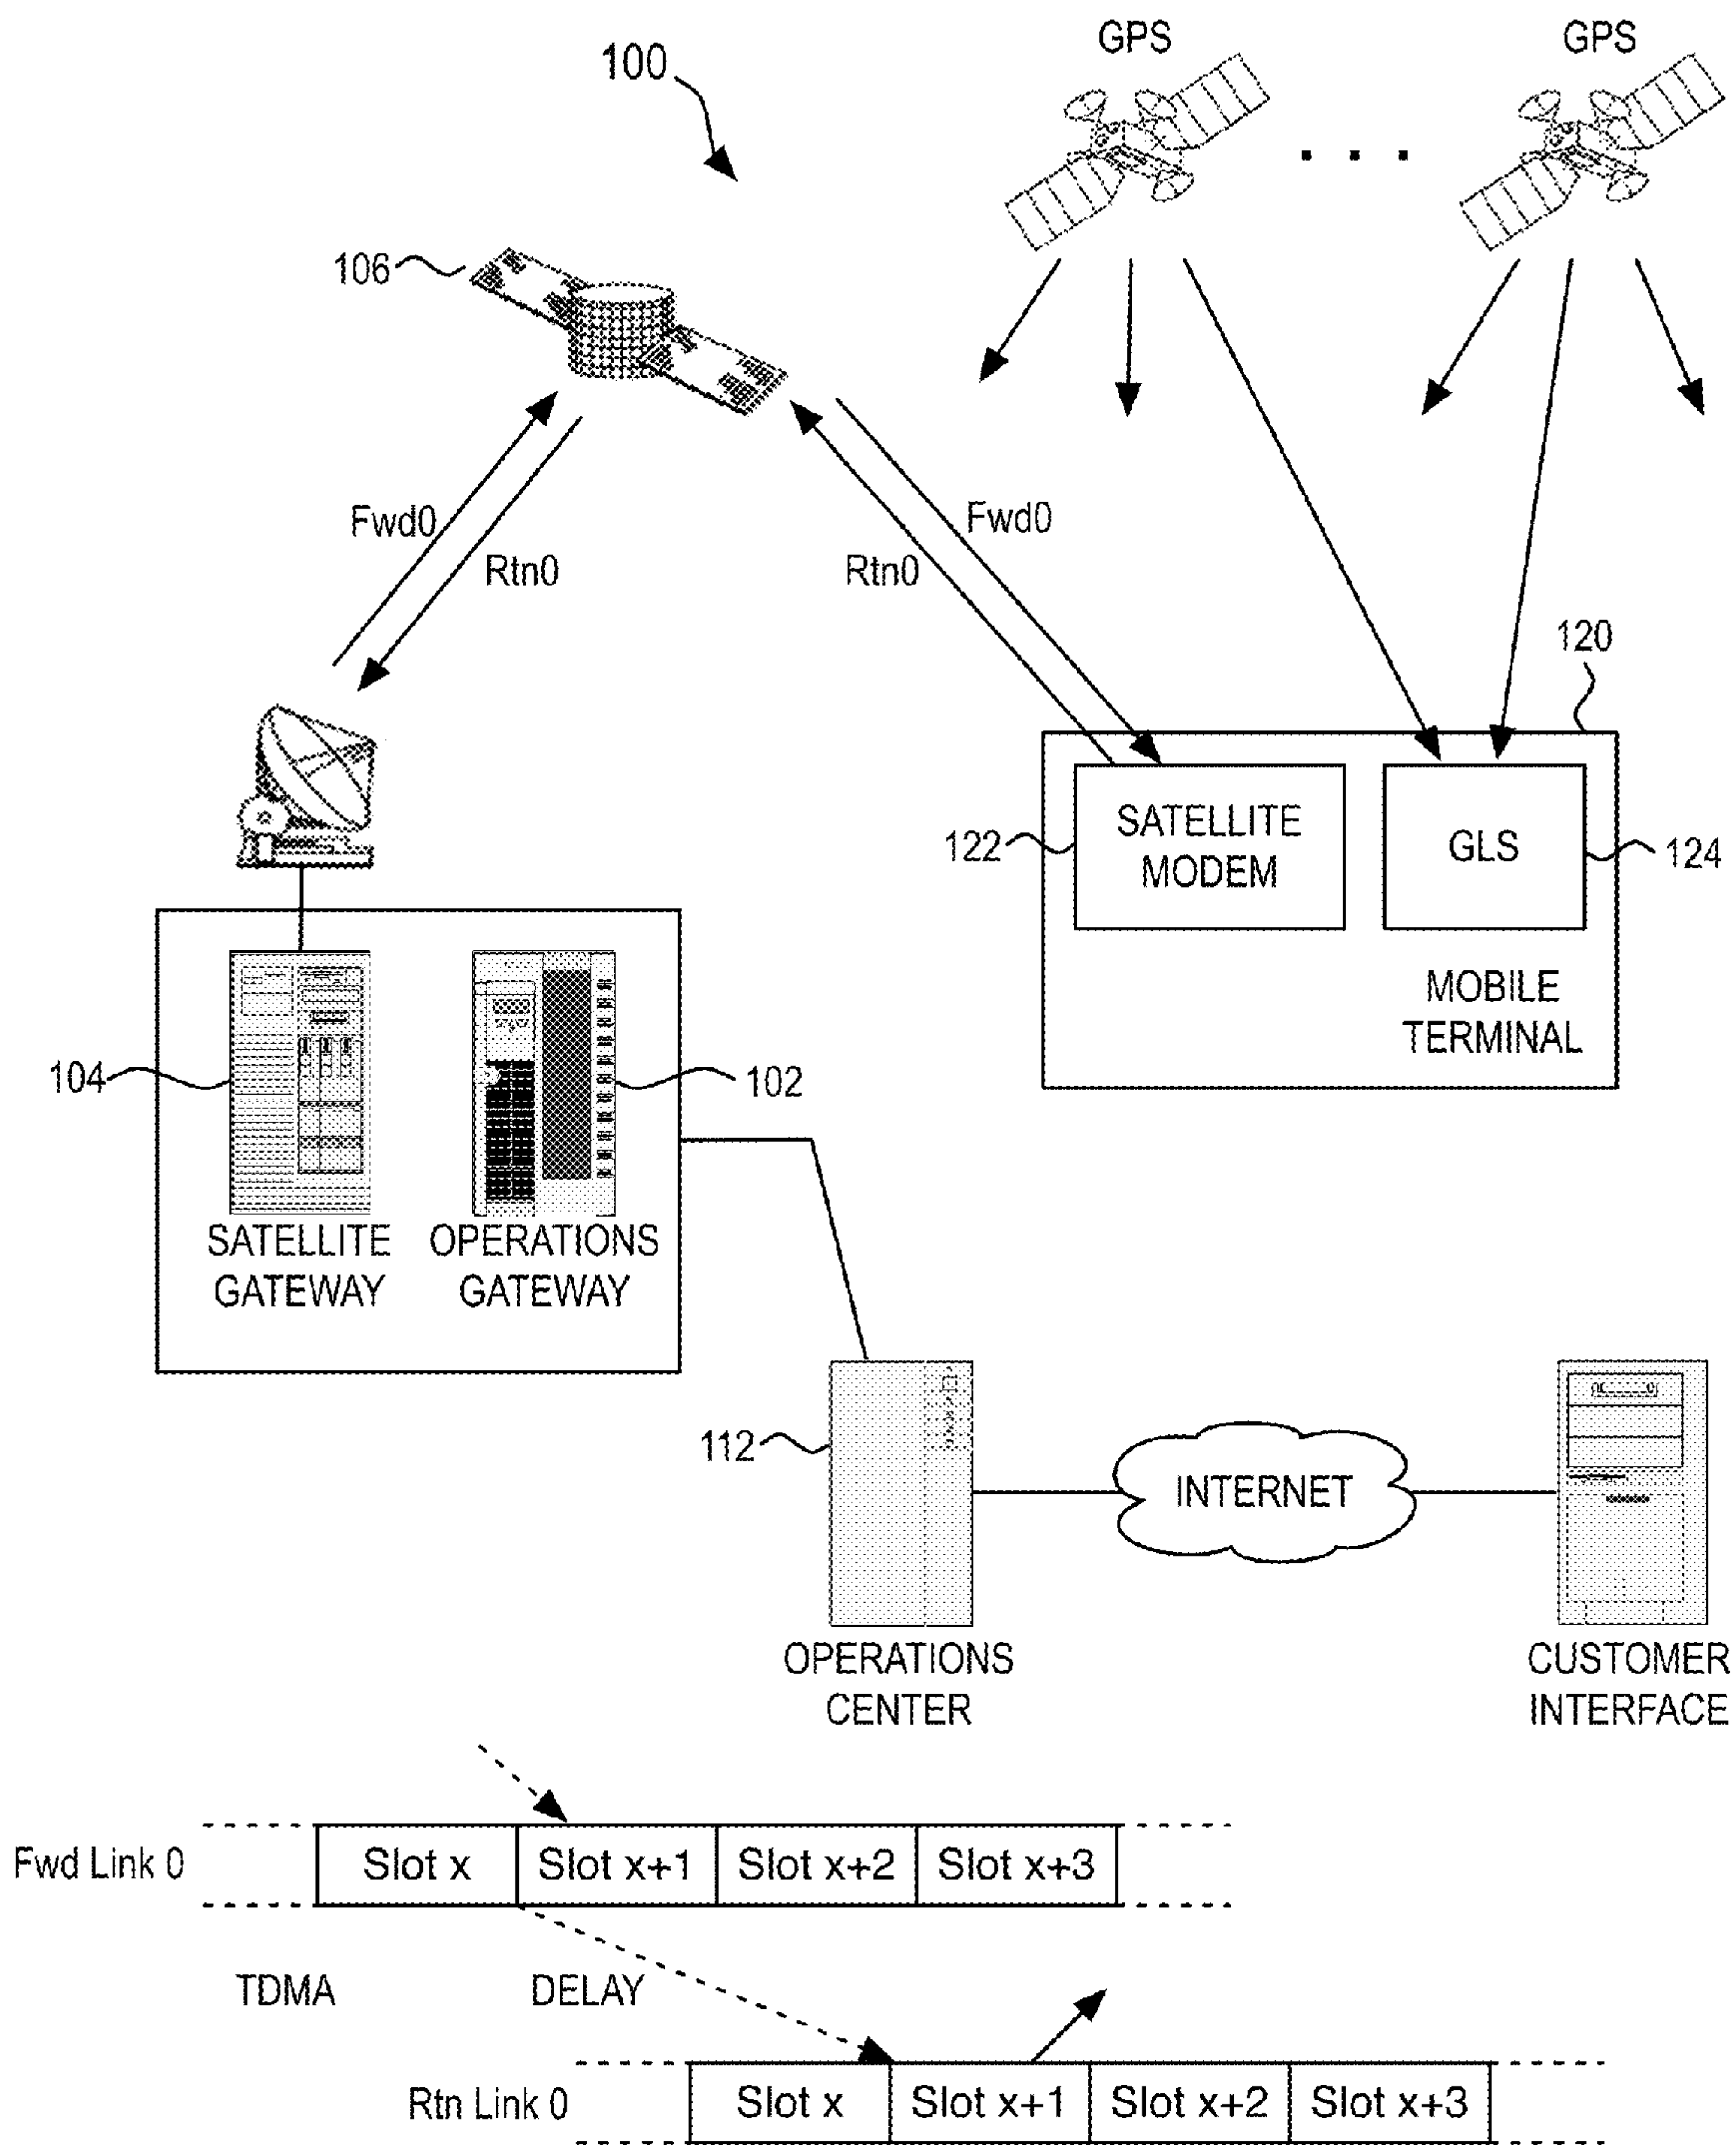 GPS
GPS
100
106
Fwd0
Rtn0
Fwd0
Rtn0
120
SATELLITE
MODEM
122
GLS
124
MOBILE
TERMINAL
104
102
SATELLITE
GATEWAY
OPERATIONS
GATEWAY
112
INTERNET
OPERATIONS
CENTER
CUSTOMER
INTERFACE
Fwd Link 0
Slot x
Slot x+1
Slot x+2
Slot x+3
TDMA
DELAY
Rtn Link 0
Slot x
Slot x+1
Slot x+2
Slot x+3